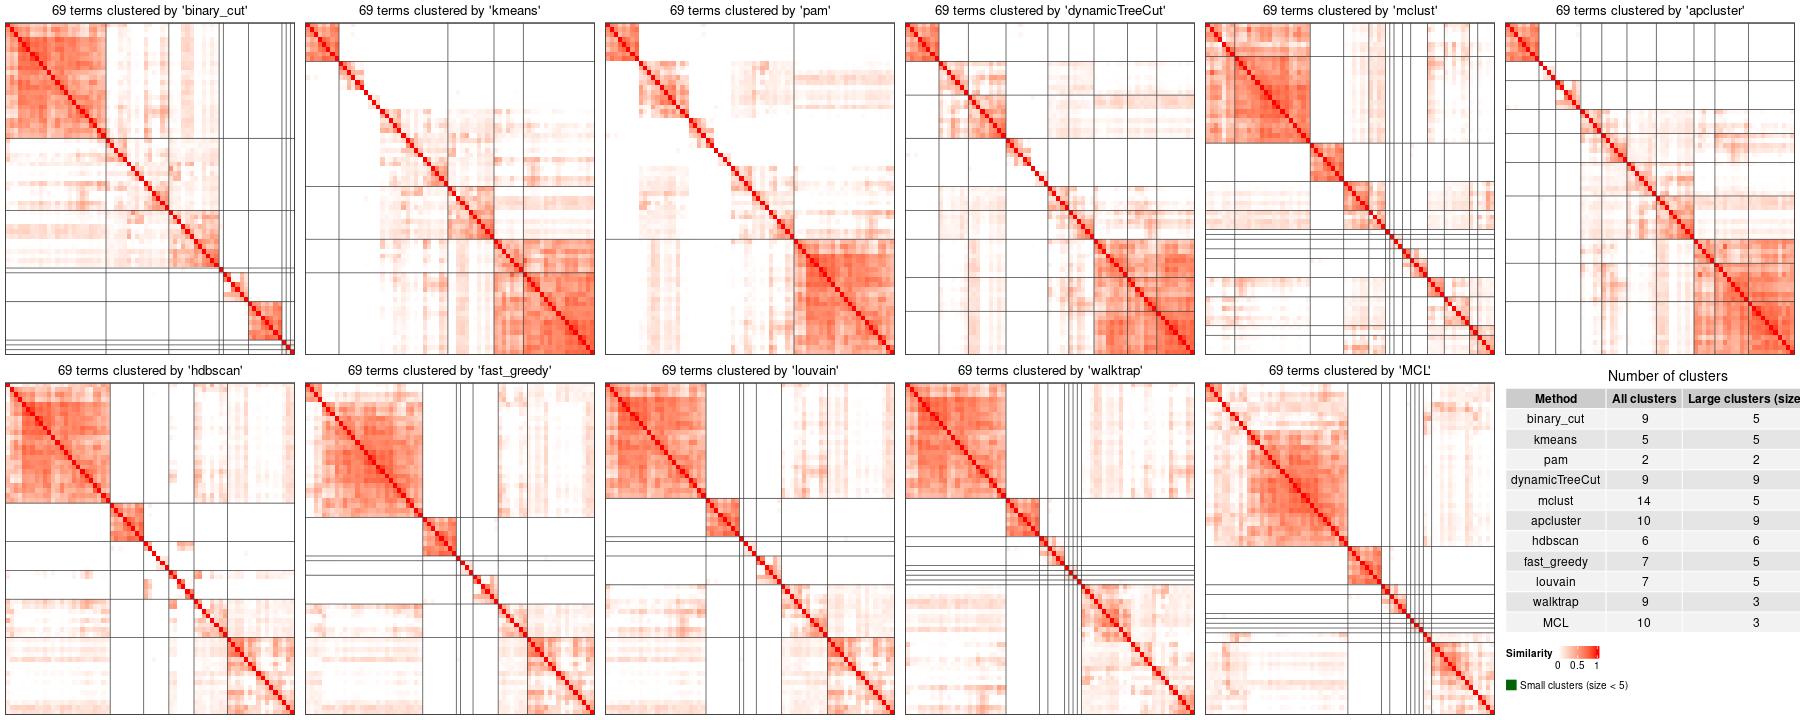 69 terms clustered by 'binary_cut'
69 terms clustered by 'kmeans'
69 terms clustered by 'pam'
69 terms clustered by 'dynamicTreeCut'
69 terms clustered by 'mclust'
69 terms clustered by 'apcluster'
69 terms clustered by 'hdbscan'
69 terms clustered by 'fast_greedy'
69 terms clustered by 'louvain'
69 terms clustered by 'walktrap'
69 terms clustered by 'MCL'
Number of clusters
Method All clusters Large clusters (size
binary_cut 9 5
kmeans 5 5
pam 2 2
dynamicTreeCut 9 9
mclust 14 5
apcluster 10 9
hdbscan 6 6
fast_greedy 7 5
louvain 7 5
walktrap 9 3
MCL 10 3
Similarity
0 0.5 1
Small clusters (size < 5)